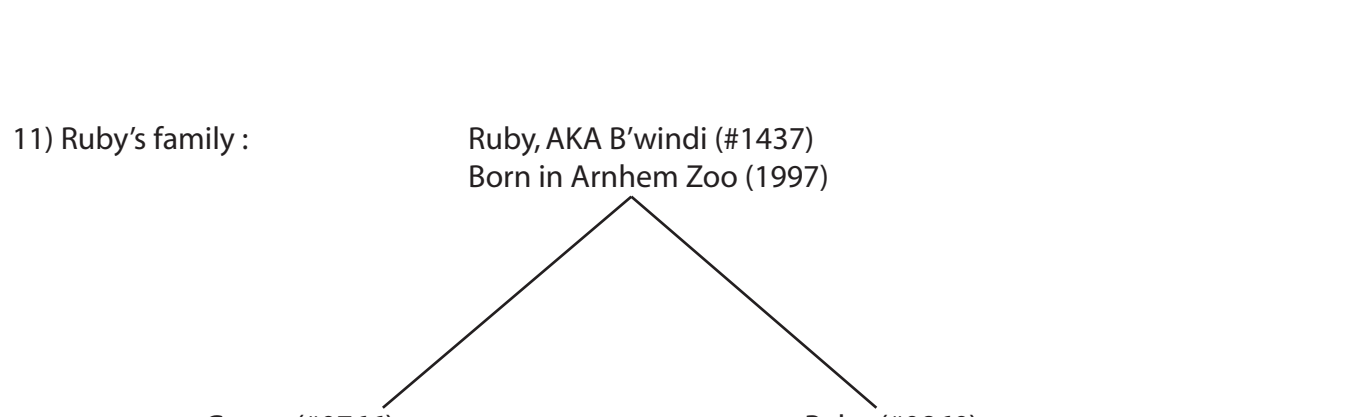 11) Ruby’s family :
Ruby, AKA B’windi (#1437)
Born in Arnhem Zoo (1997)